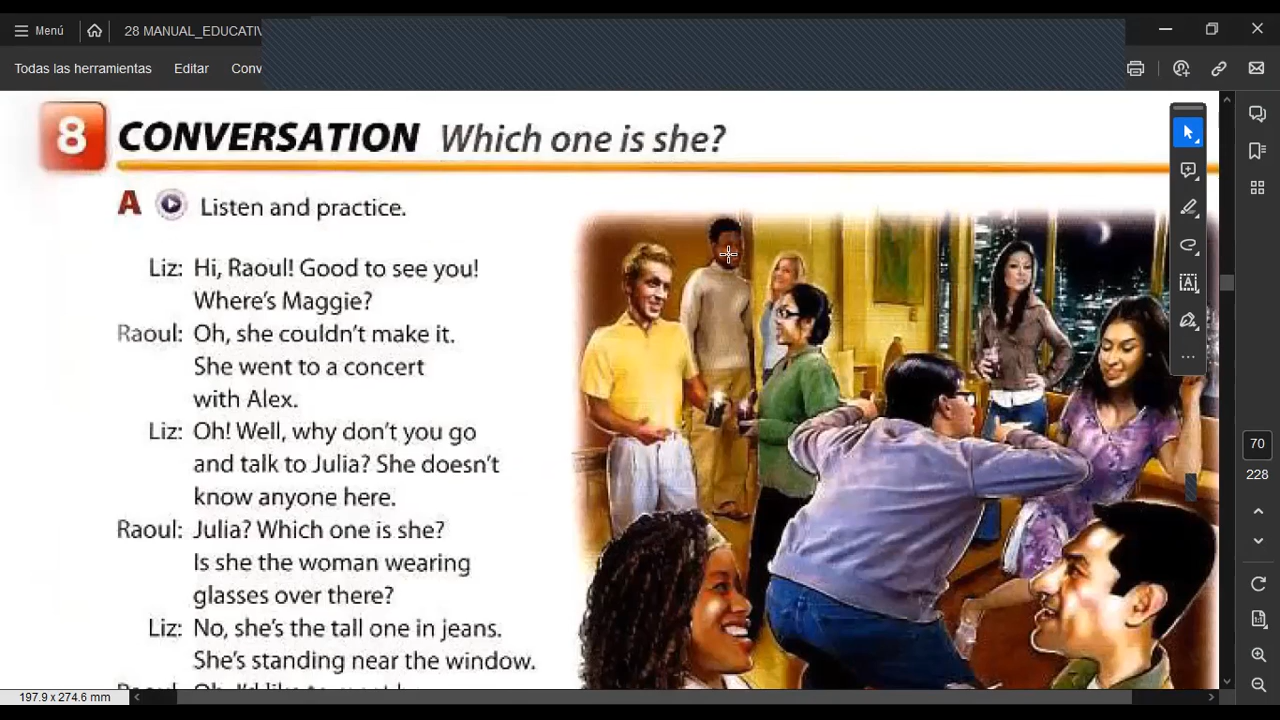 Menú
28 MANUAL_EDUCATIV
Todas las herramientas
Editar
Conv
8 CONVERSATION Which one is she?
A Listen and practice.
Liz: Hi, Raoul! Good to see you!
Where's Maggie?
Raoul: Oh, she couldn't make it.
She went to a concert
with Alex.
Liz: Oh! Well, why don't you go
and talk to Julia? She doesn't
know anyone here.
Raoul: Julia? Which one is she?
Is she the woman wearing
glasses over there?
Liz: No, she's the tall one in jeans.
She's standing near the window.
70
228
197.9 x 274.6 mm